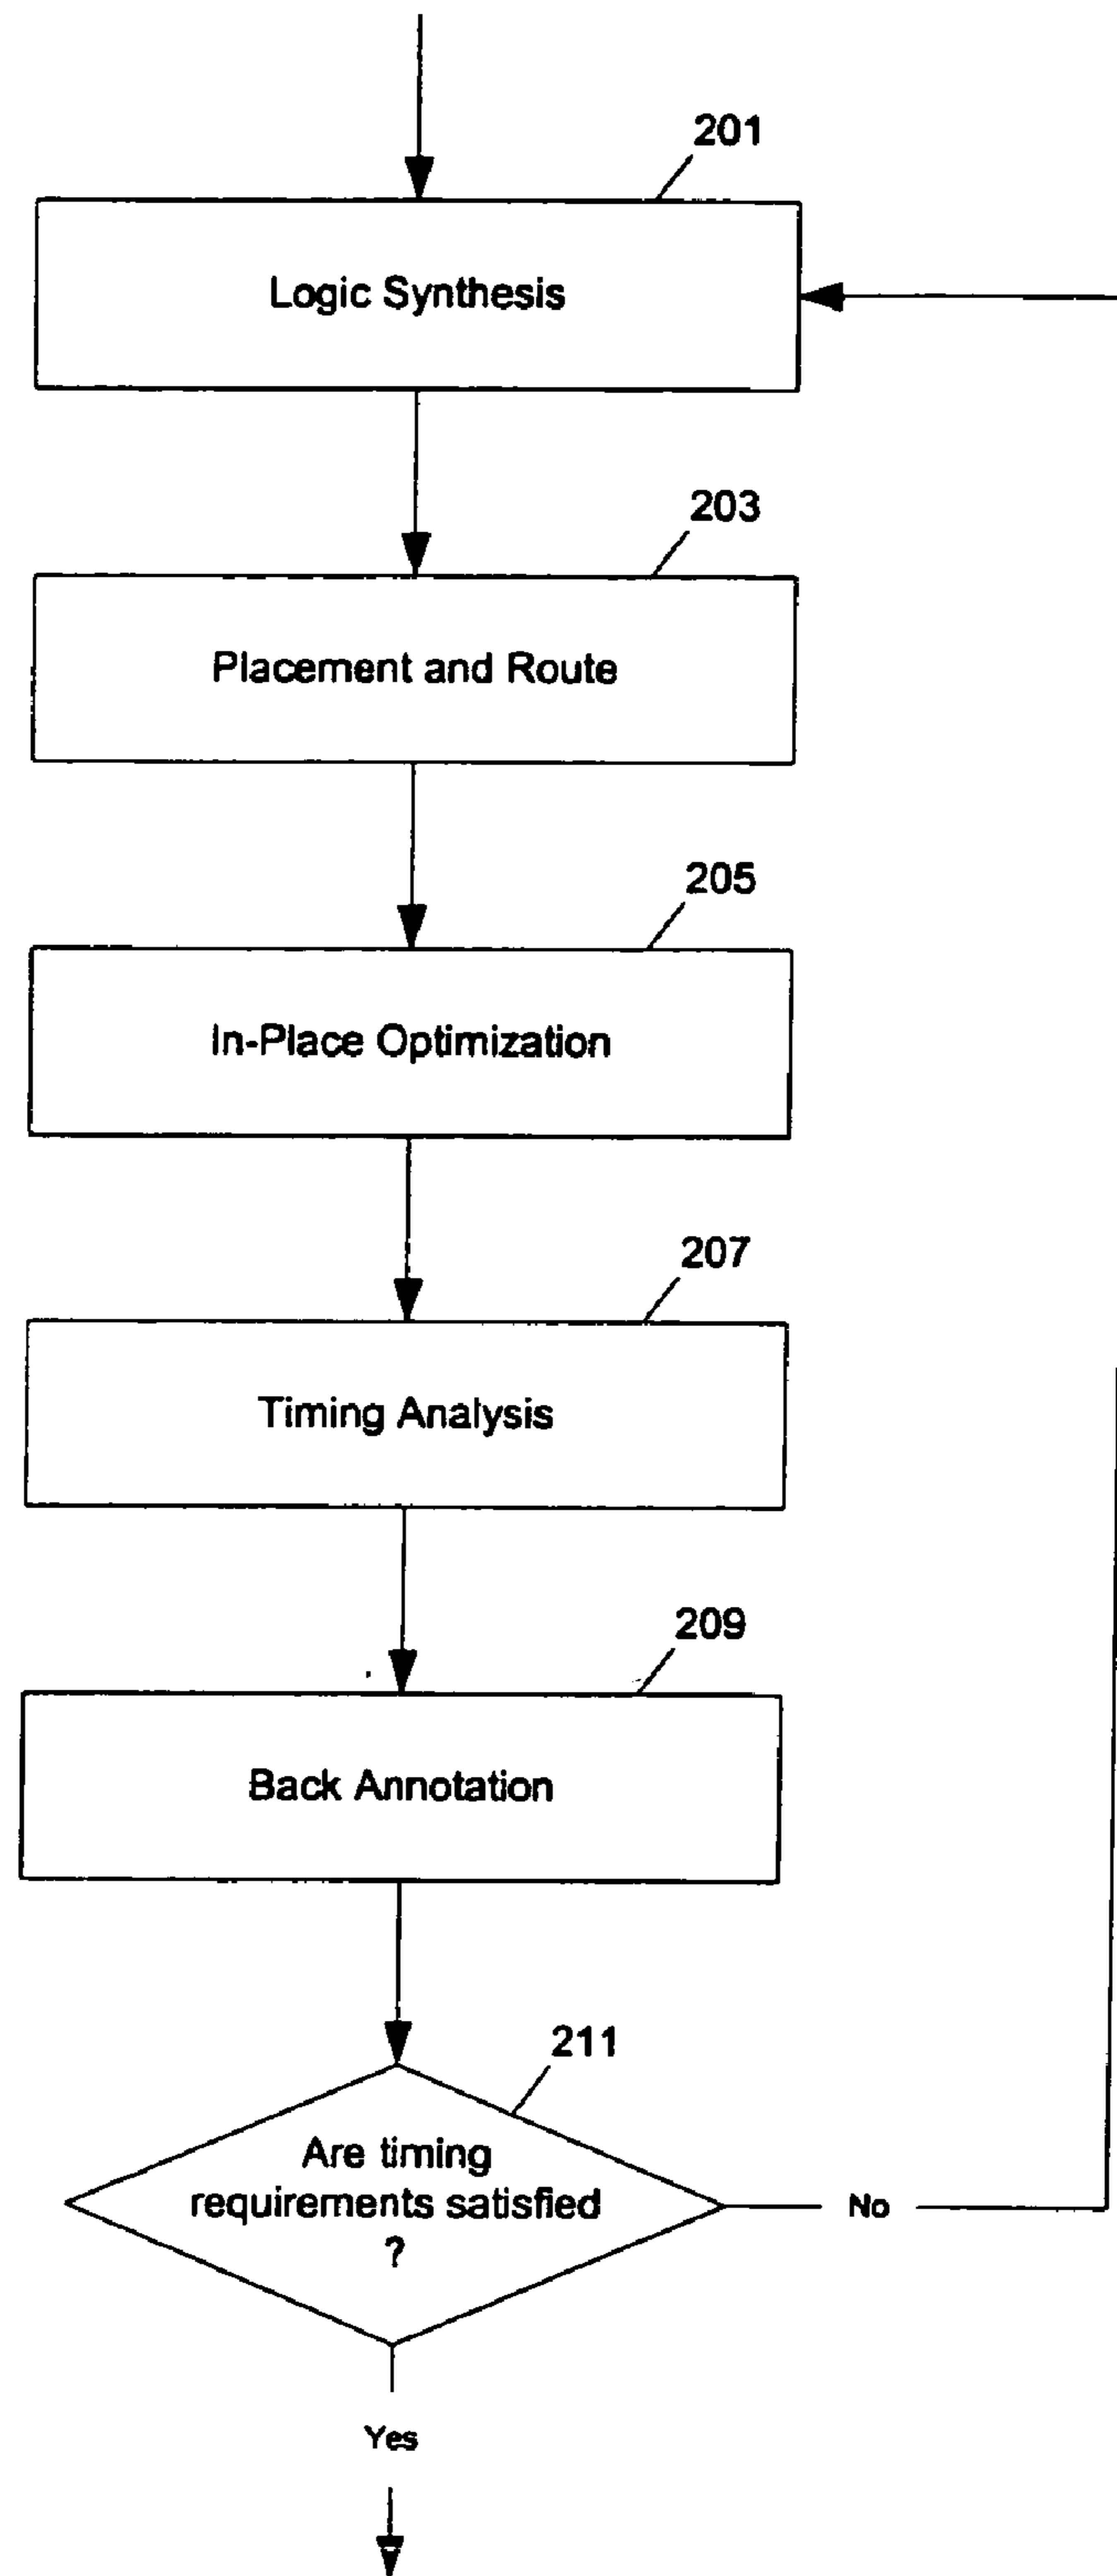 201
Logic Synthesis
203
Placement and Route
205
In-Place Optimization
207
Timing Analysis
209
Back Annotation
211
Are timing
requirements satisfied
?
No
Yes